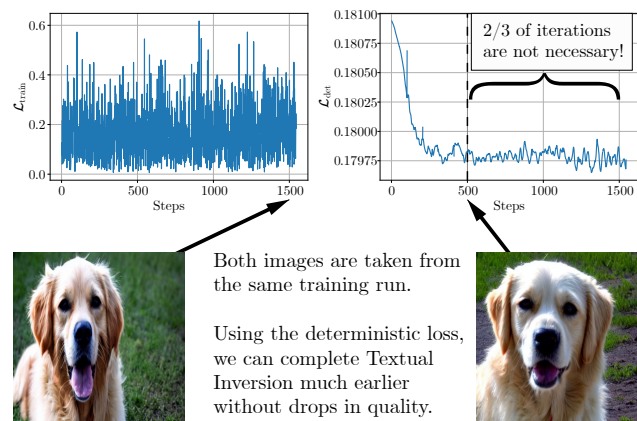 0.6
0.4
0.2
0.0
0
500
1000
1500
Steps
𝓛train
0.18100
0.18075
0.18050
0.18025
0.18000
0.17975
0
500
1000
1500
Steps
𝓛det
2/3 of iterations
are not necessary!
Both images are taken from
the same training run.
Using the deterministic loss,
we can complete Textual
Inversion much earlier
without drops in quality.